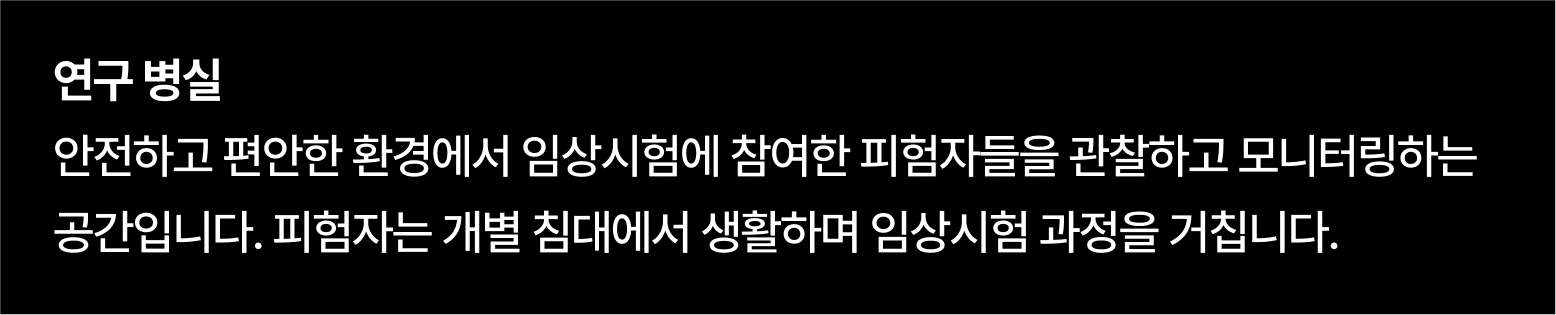 연구 병실
안전하고 편안한 환경에서 임상시험에 참여한 피험자들을 관찰하고 모니터링하는
공간입니다. 피험자는 개별 침대에서 생활하며 임상시험 과정을 거칩니다.